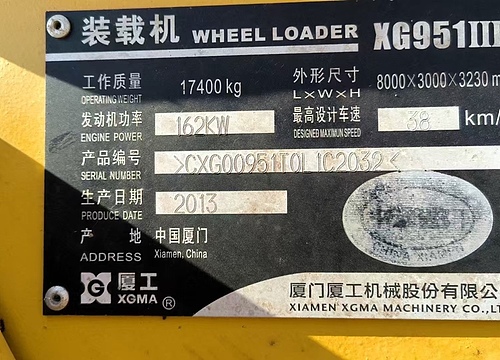 装载机 WHEEL LOADER XG951III
工作质量 17400 kg 外形尺寸 8000×3000×3230 m
OPERATING WEIGHT L×W×H
发动机功率 162KW 最高设计车速 38 km/
ENGINE POWER DESIGNED MAXIMUN SPEED
产品编号 >CXG00951T0L1C2032<
SERIAL NUMBER
生产日期 2013
PRODUCE DATE
产 地 中国厦门
ADDRESS Xiamen, China
厦工 厦门厦工机械股份有限公
XGMA ® XIAMEN XGMA MACHINERY CO.,LT